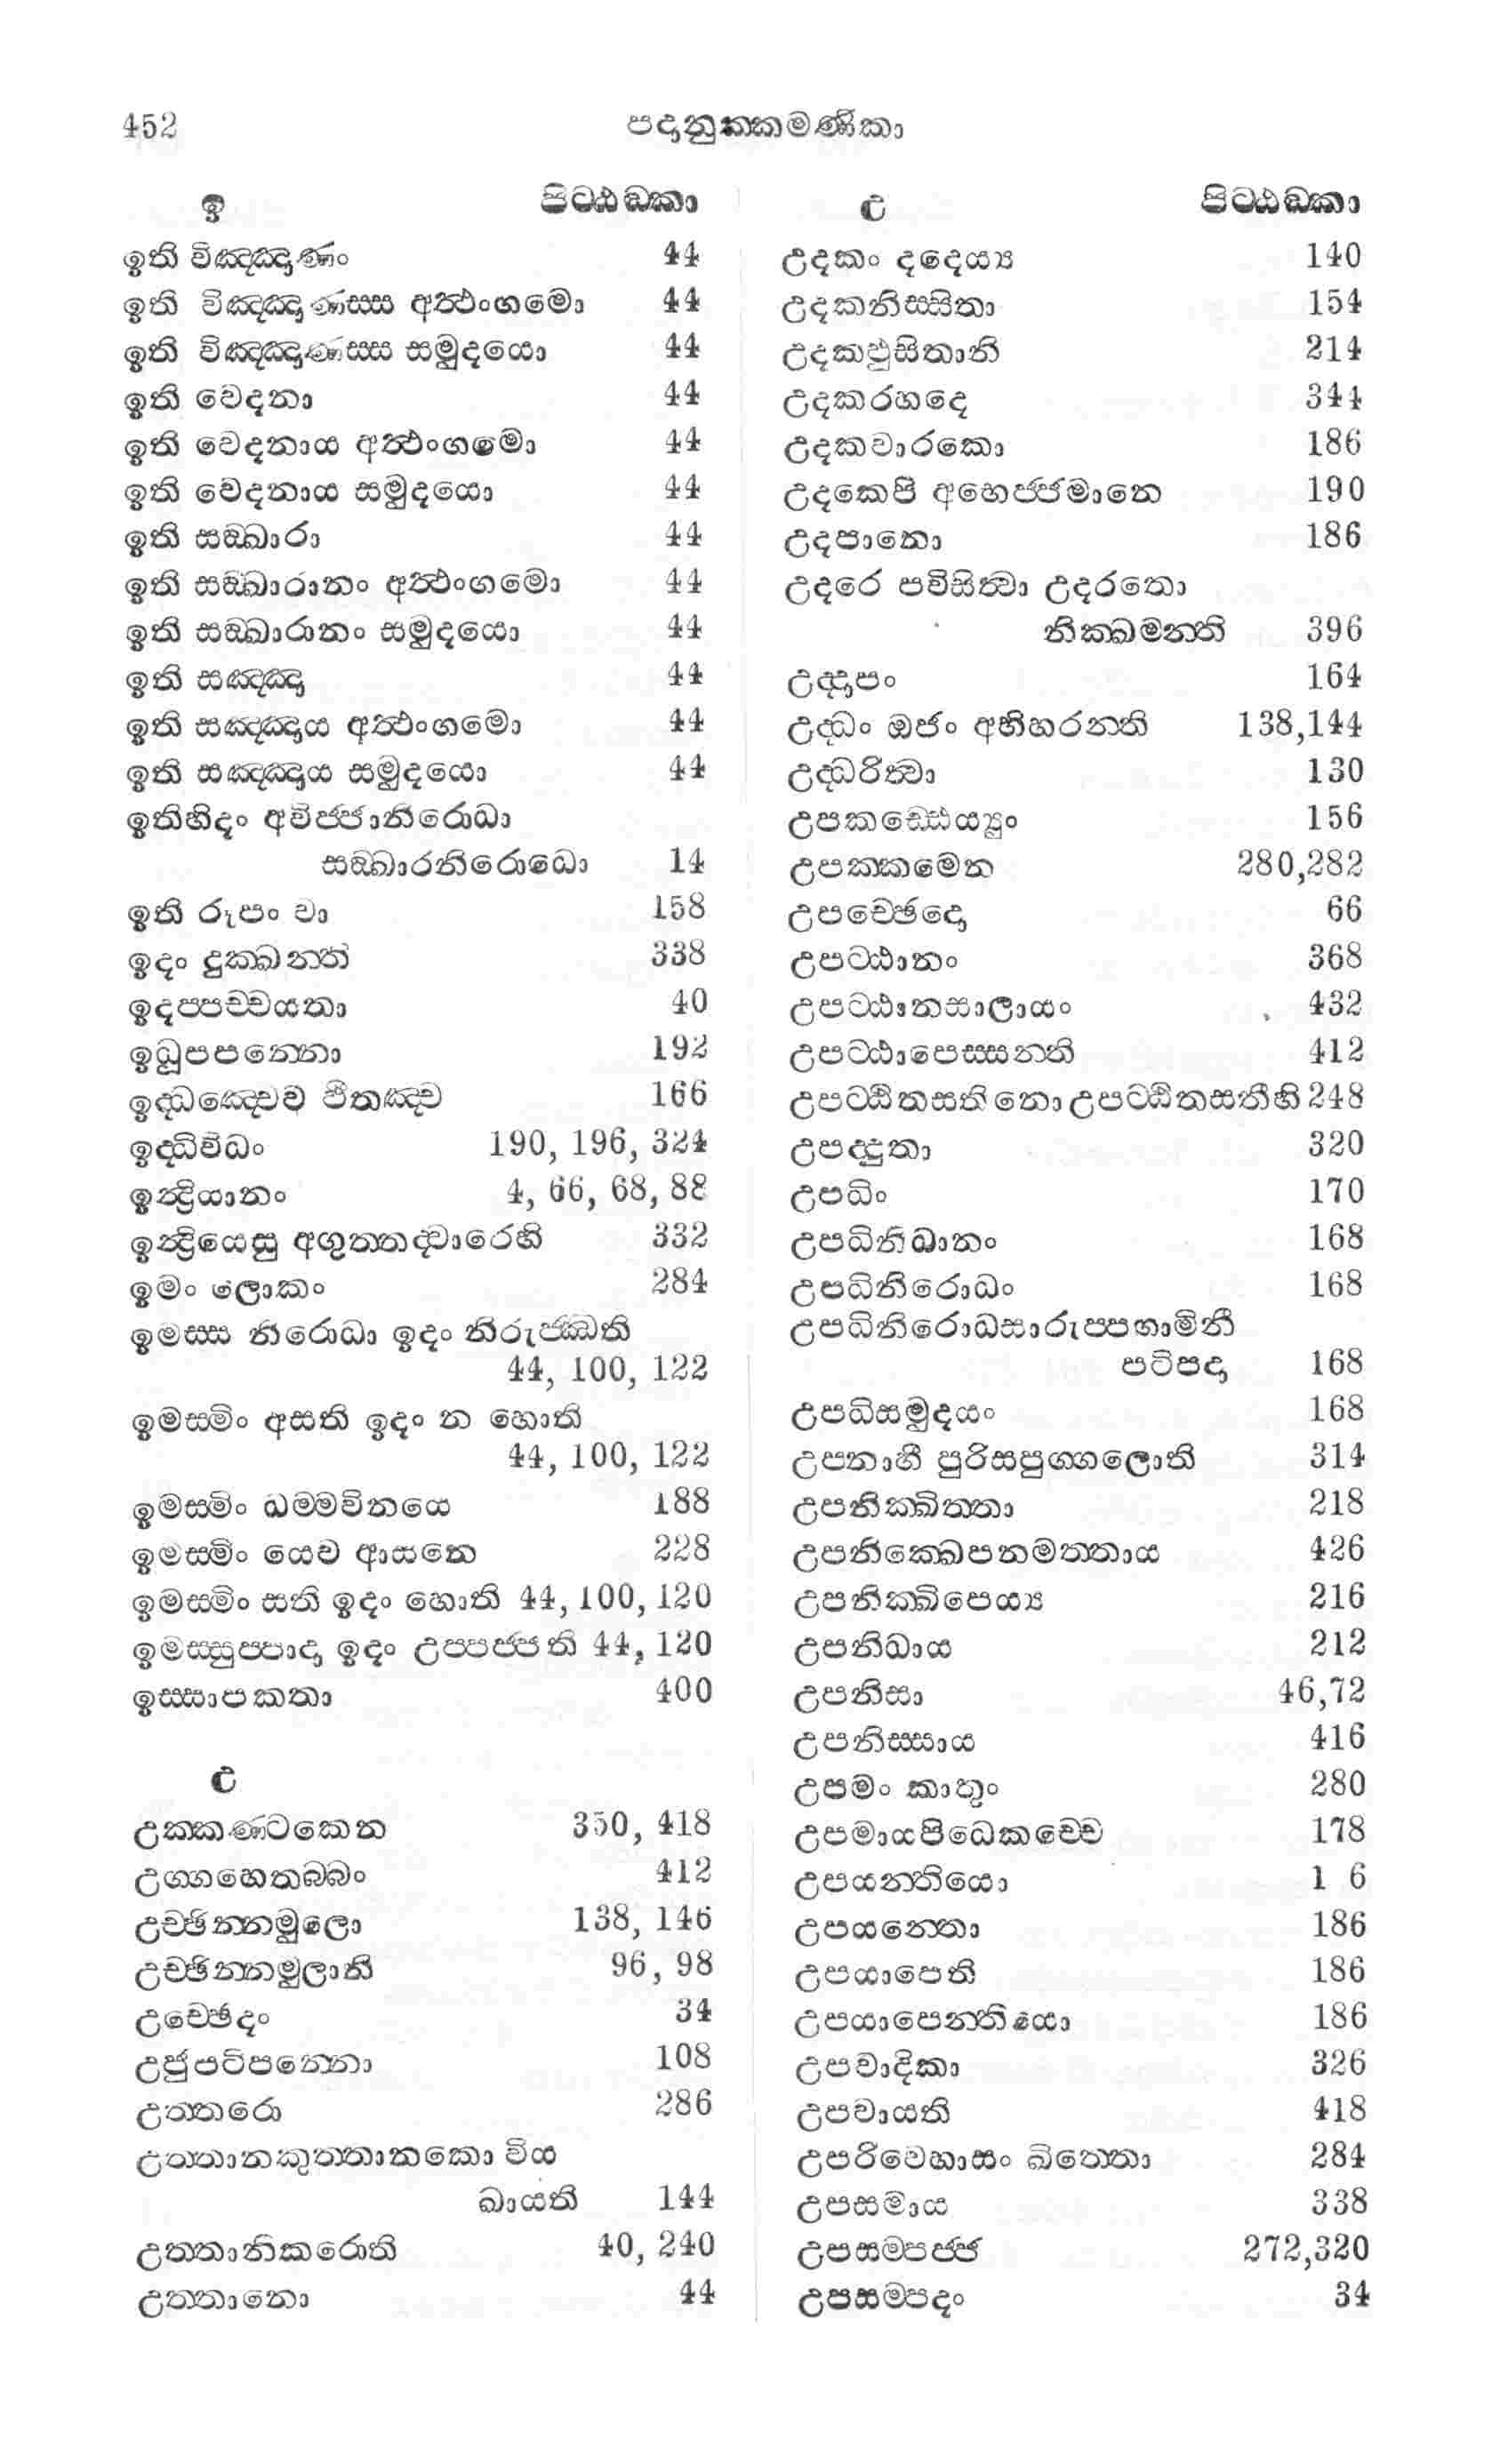 452 පදානුක්කමණිකා
ඉ පිට්ඨඞ්කා
ඉති විඤ්ඤාණං 44
ඉති විඤ්ඤාණස්ස අත්ථංගමො 44
ඉති විඤ්ඤාණස්ස සමුදයො 44
ඉති වෙදනා 44
ඉති වෙදනාය අත්ථංගමො 44
ඉති වෙදනාය සමුදයො 44
ඉති සඞ්ඛාරා 44
ඉති සඞ්ඛාරානං අත්ථංගමො 44
ඉති සඞ්ඛාරානං සමුදයො 44
ඉති සඤ්ඤා 44
ඉති සඤ්ඤාය අත්ථංගමො 44
ඉති සඤ්ඤාය සමුදයො 44
ඉතිහිදං අවිජ්ජානිරොධා
සඞ්ඛාරනිරොධො 14
ඉති රූපං වා 158
ඉදං දුක්ඛන්ති 338
ඉදප්පච්චයතා 40
ඉධූපපන්නො 192
ඉද්ධඤ්චෙව ඵීතඤ්ච 166
ඉද්ධිවිධං 190, 196, 324
ඉන්ද්‍රියානං 4, 66, 68, 88
ඉන්ද්‍රියෙසු අගුත්තද්වාරෙහි 332
ඉමං ලොකං 284
ඉමස්ස නිරොධා ඉදං නිරුජ්ඣති
44, 100, 122
ඉමස්මිං අසති ඉදං න හොති
44, 100, 122
ඉමස්මිං ධම්මවිනයෙ 188
ඉමස්මිං යෙව ආසනෙ 228
ඉමස්මිං සති ඉදං හොති 44, 100, 120
ඉමස්සුප්පාදා ඉදං උප්පජ්ජති 44, 120
ඉස්සාපකතා 400
උ
උක්කණ්ටකෙන 350, 418
උග්ගහෙතබ්බං 412
උච්ඡින්නමූලො 138, 146
උච්ඡින්නමූලානි 96, 98
උච්ඡෙදං 34
උජුපටිපන්නො 108
උත්තරො 286
උත්තානකුත්තානකො විය
ඛායති 144
උත්තානිකරොති 40, 240
උත්තානො 44
උ පිට්ඨඞ්කා
උදකං දදෙය්‍ය 140
උදකනිස්සිතා 154
උදකඵුසිතානි 214
උදකරහදෙ 344
උදකවාරකො 186
උදකෙපි අභෙජ්ජමානෙ 190
උදපානො 186
උදරෙ පවිසිත්වා උදරතො
නික්ඛමන්ති 396
උද්දාපං 164
උද්ධං ඔජං අභිහරන්ති 138,144
උද්ධරිත්වා 130
උපකඩ්ඪෙය්‍යුං 156
උපක්කමෙන 280,282
උපච්ඡෙදො 66
උපට්ඨානං 368
උපට්ඨානසාලායං 432
උපට්ඨාපෙස්සන්ති 412
උපට්ඨිතසතිනො උපට්ඨිතසතීහි 248
උපද්දුතා 320
උපධිං 170
උපධිනිධානං 168
උපධිනිරොධං 168
උපධිනිරොධසාරුප්පගාමිනී
පටිපදා 168
උපධිසමුදයං 168
උපනාහී පුරිසපුග්ගලොති 314
උපනික්ඛිත්තා 218
උපනික්ඛෙපනමත්තාය 426
උපනික්ඛිපෙය්‍ය 216
උපනිධාය 212
උපනිසා 46,72
උපනිස්සාය 416
උපමං කාතුං 280
උපමායපිධෙකච්චෙ 178
උපයන්තියො 1 6
උපයන්තො 186
උපයාපෙති 186
උපයාපෙන්තියො 186
උපවාදිකා 326
උපවායති 418
උපරිවෙහාසං ඛිත්තො 284
උපසමාය 338
උපසම්පජ්ජ 272,320
උපසම්පදං 34